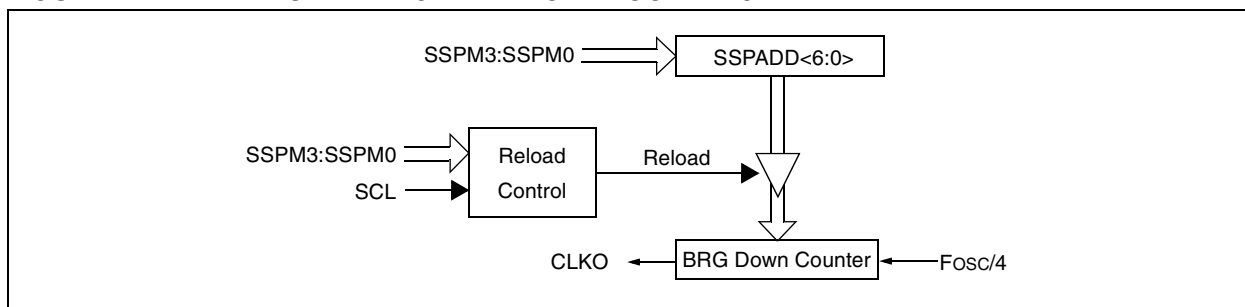 SSPM3:SSPM0
SSPADD<6:0>
SSPM3:SSPM0
SCL
Reload
Control
Reload
CLKO
BRG Down Counter
FOSC/4